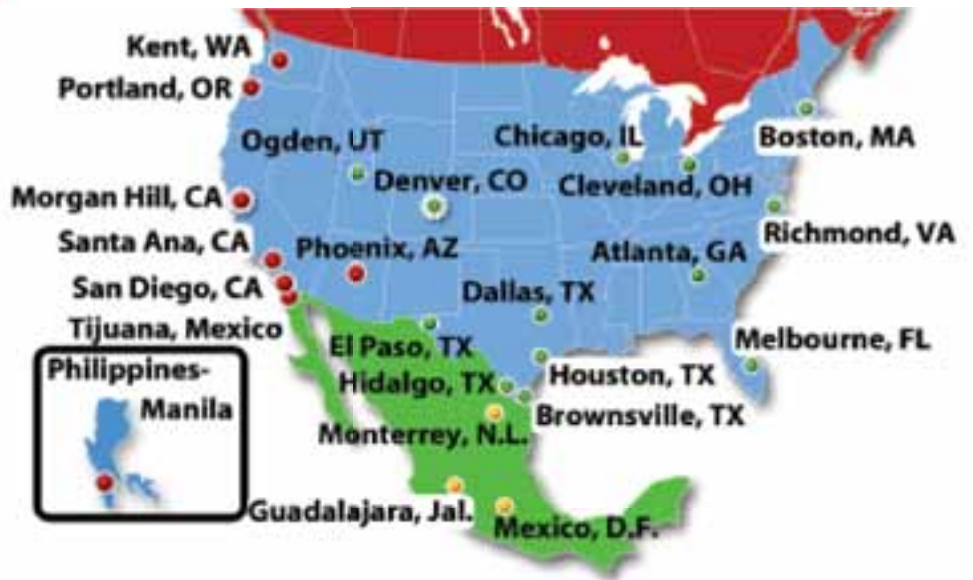 Kent, WA
Portland, OR
Ogden, UT
Chicago, IL
Boston, MA
Morgan Hill, CA
Denver, CO
Cleveland, OH
Santa Ana, CA
Phoenix, AZ
Atlanta, GA
Richmond, VA
San Diego, CA
Dallas, TX
Tijuana, Mexico
El Paso, TX
Melbourne, FL
Philippines-
Manila
Hidalgo, TX
Houston, TX
Brownsville, TX
Monterrey, N.L.
Guadalajara, Jal.
Mexico, D.F.